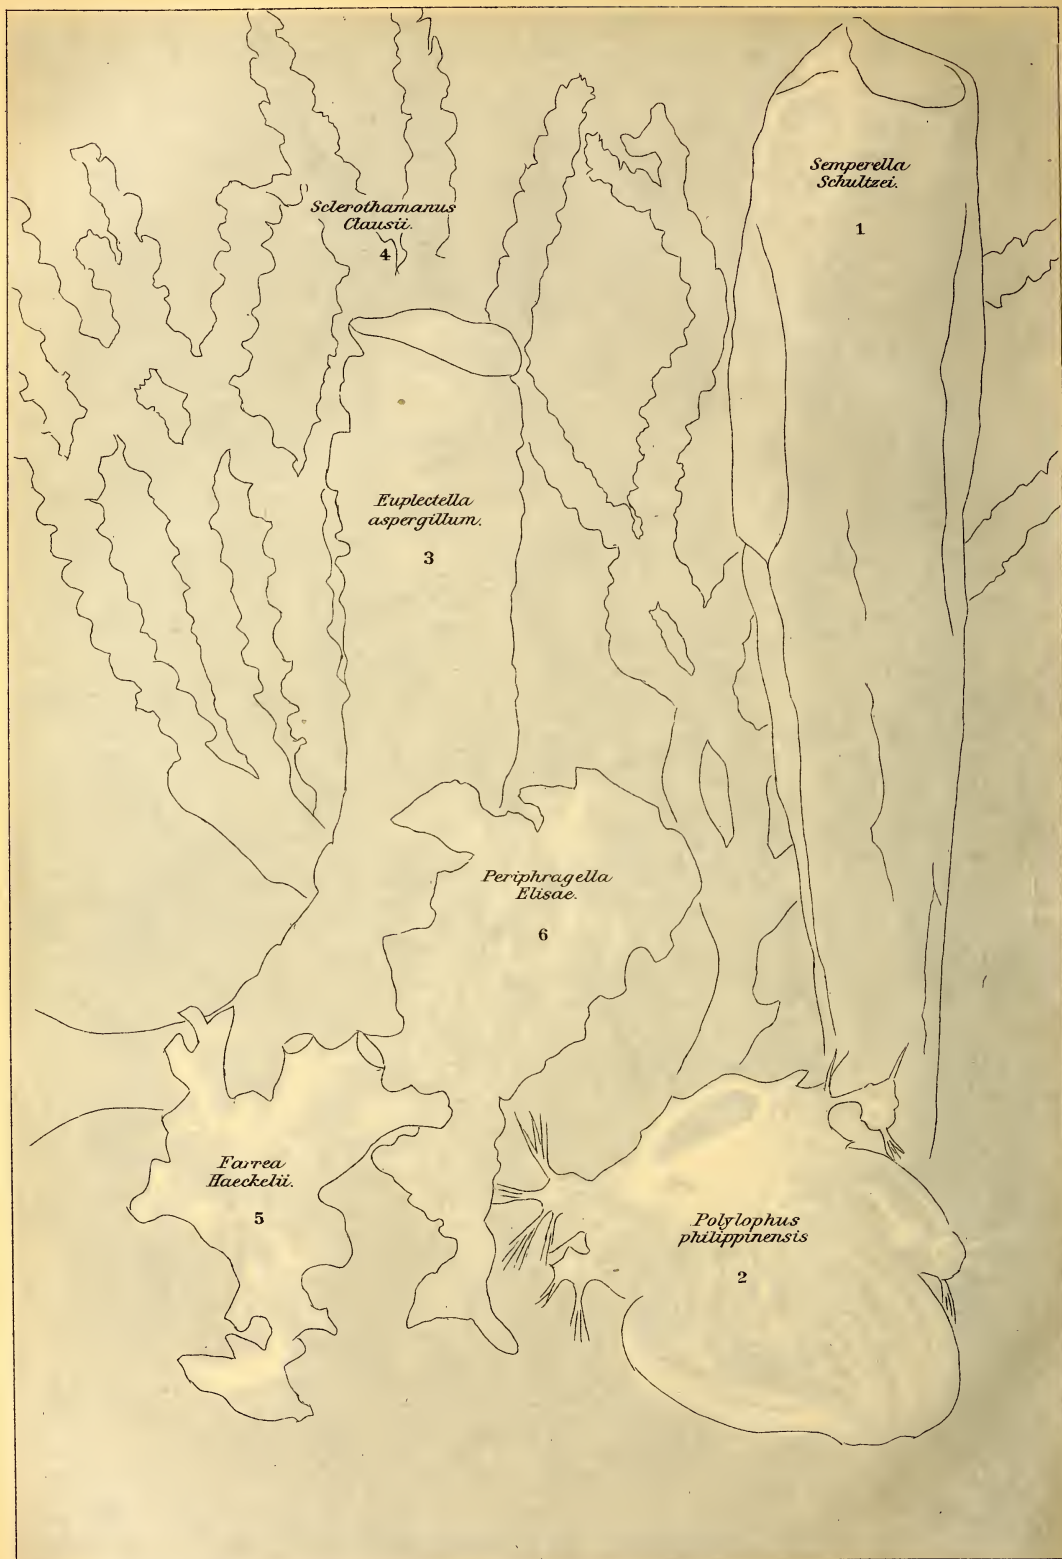 Semperella
Schultzei.
1
Sclerothamanus
Clausii.
4
Euplectella
aspergillum.
3
Periphragella
Elisae.
6
Farrea
Haeckelii.
5
Polylophus
philippinensis
2